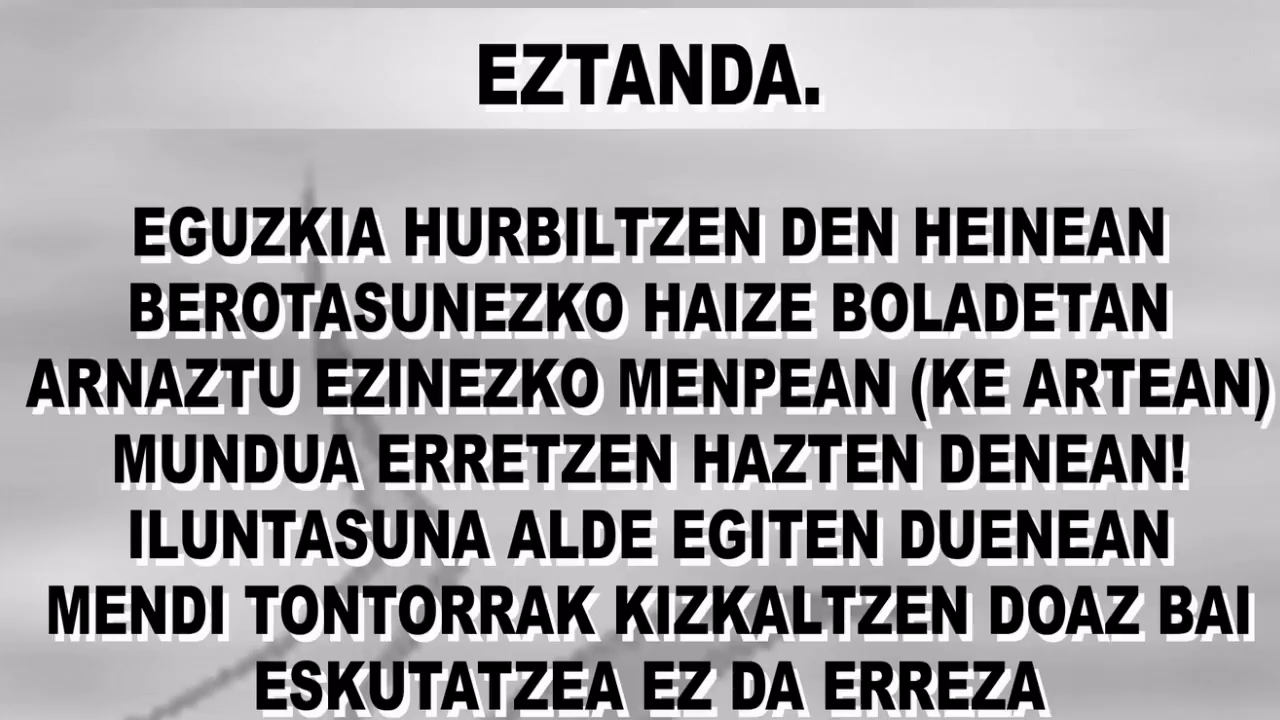 EZTANDA.
EGUZKIA HURBILTZEN DEN HEINEAN
BEROTASUNEZKO HAIZE BOLADETAN
ARNAZTU EZINEZKO MENPEAN (KE ARTEAN)
MUNDUA ERRETZEN HAZTEN DENEAN!
ILUNTASUNA ALDE EGITEN DUENEAN
MENDI TONTORRAK KIZKALTZEN DOAZ BAI
ESKUTATZEA EZ DA ERREZA